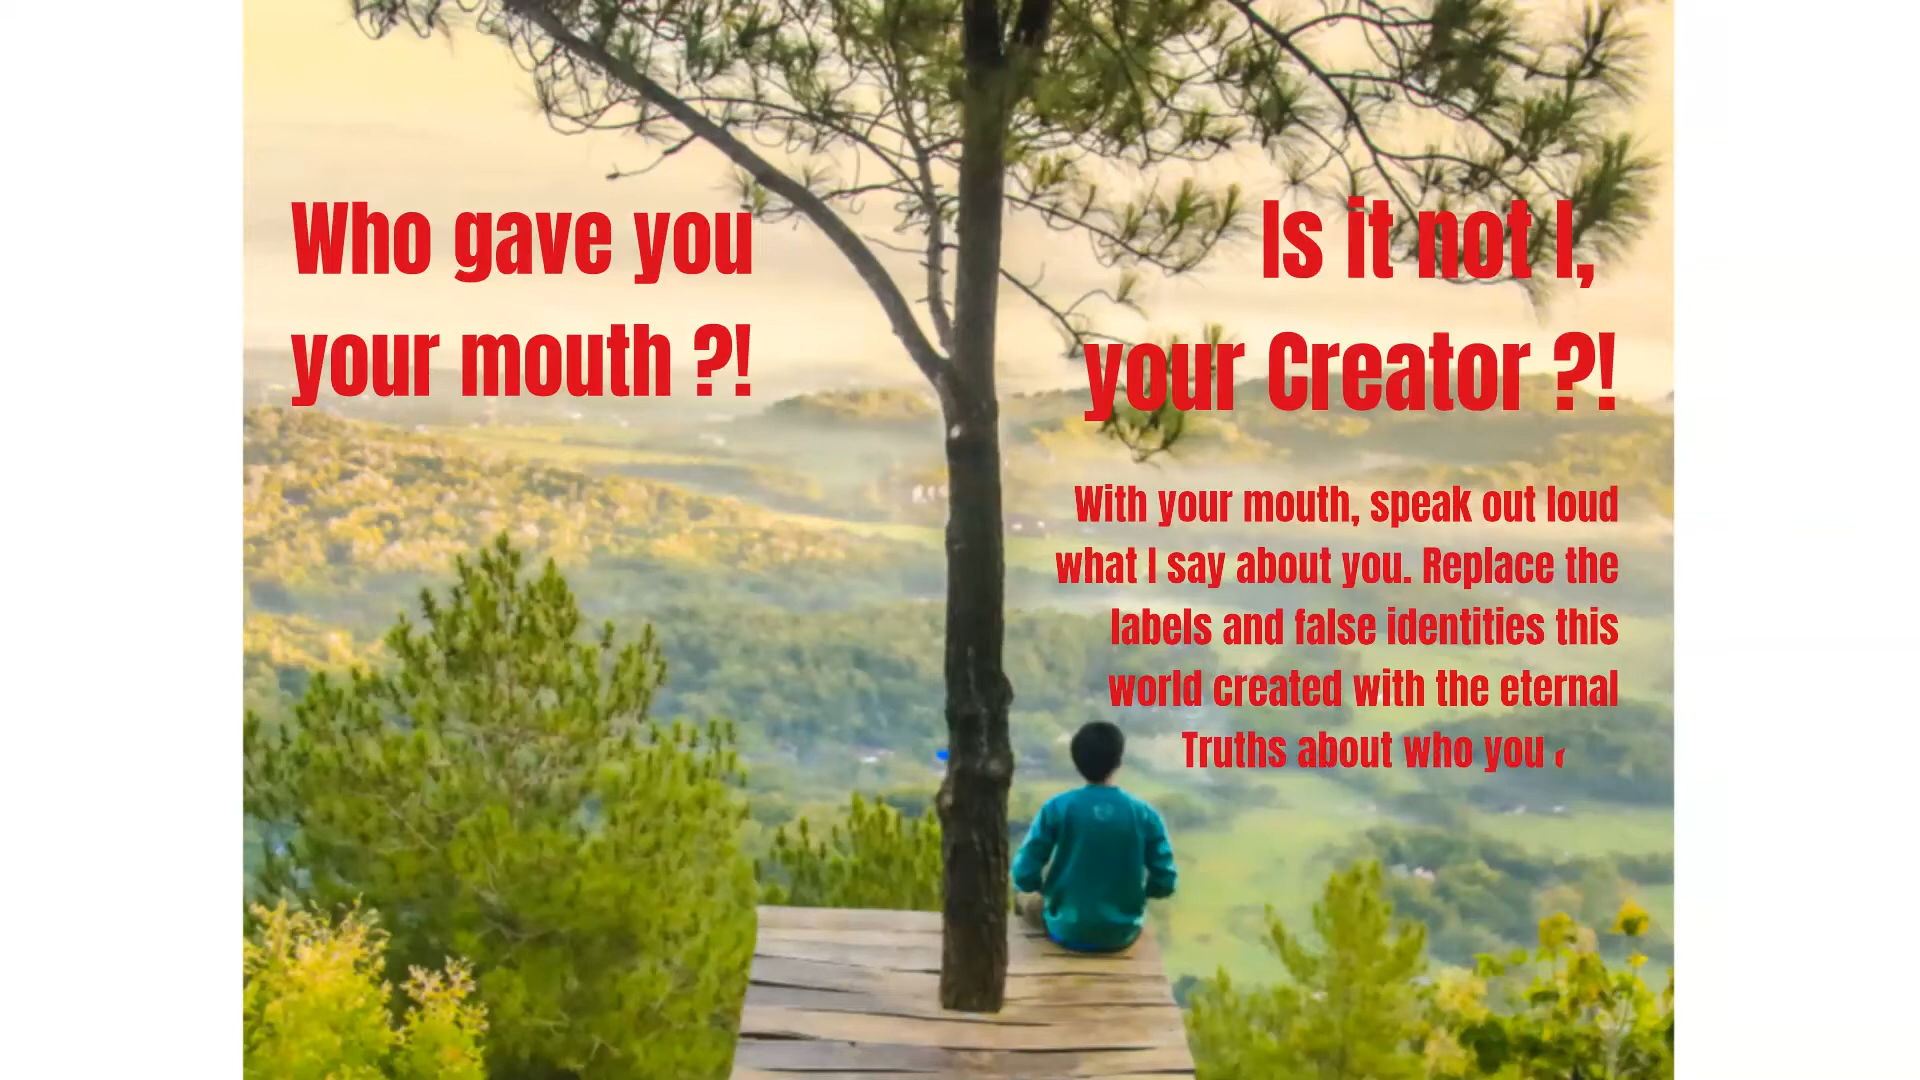 Who gave you
your mouth ?!
Is it not I,
your Creator ?!
With your mouth, speak out loud
what I say about you. Replace the
labels and false identities this
world created with the eternal
Truths about who you